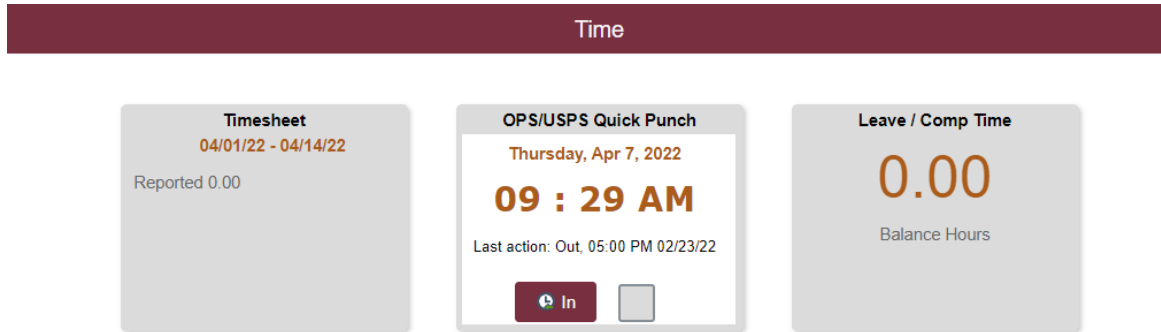 Time
Timesheet
04/01/22 - 04/14/22
Reported 0.00
OPS/USPS Quick Punch
Thursday, Apr 7, 2022
09 : 29 AM
Last action: Out, 05:00 PM 02/23/22
In
Leave / Comp Time
0.00
Balance Hours